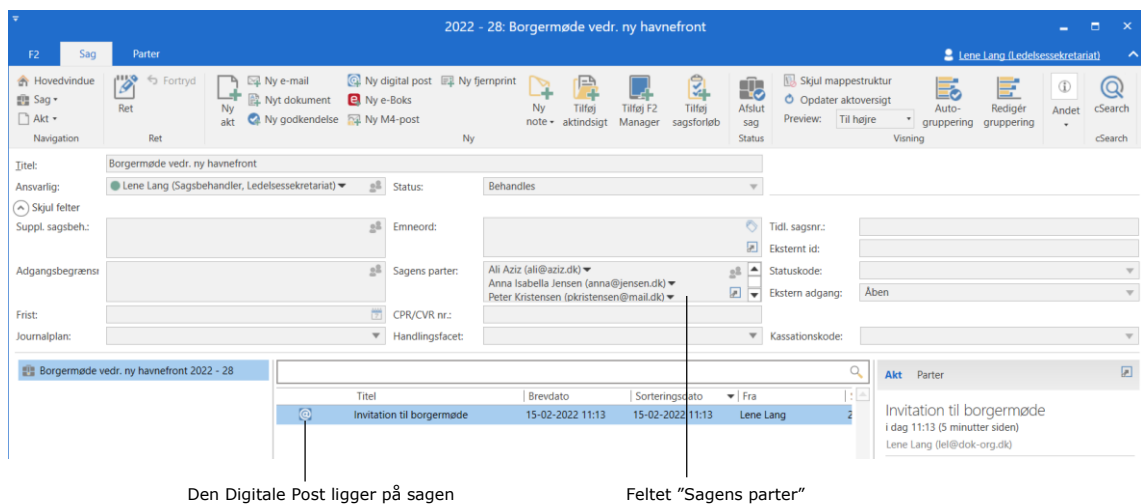 2022 - 28: Borgermøde vedr. ny havnefront
F2 Sag Parter Lene Lang (Ledelsessekretariat)
Hovedvindue
Sag
Akt
Navigation
Ret
Fortryd
Ret
Ny akt
Ny e-mail
Nyt dokument
Ny godkendelse
Ny digital post
Ny e-Boks
Ny M4-post
Ny fjernprint
Ny note
Tilføj aktindsigt
Tilføj F2 Manager
Tilføj sagsforløb
Ny
Afslut sag
Status
Skjul mappestruktur
Opdater aktoversigt
Preview: Til højre
Auto-gruppering
Redigér gruppering
Visning
Andet
cSearch
cSearch
Titel: Borgermøde vedr. ny havnefront
Ansvarlig: Lene Lang (Sagsbehandler, Ledelsessekretariat) Status: Behandles
Skjul felter
Suppl. sagsbeh.: Emneord: Tidl. sagsnr.:
Eksternt id:
Adgangsbegrænsn Sagens parter: Ali Aziz (ali@aziz.dk) Statuskode:
Anna Isabella Jensen (anna@jensen.dk)
Peter Kristensen (pkristensen@mail.dk) Ekstern adgang: Åben
Frist: CPR/CVR nr.:
Journalplan: Handlingsfacet: Kassationskode:
Borgermøde vedr. ny havnefront 2022 - 28
Titel Brevdato Sorteringsdato Fra
Invitation til borgermøde 15-02-2022 11:13 15-02-2022 11:13 Lene Lang 2
Akt Parter
Invitation til borgermøde
i dag 11:13 (5 minutter siden)
Lene Lang (lel@dok-org.dk)
Den Digitale Post ligger på sagen Feltet ”Sagens parter”